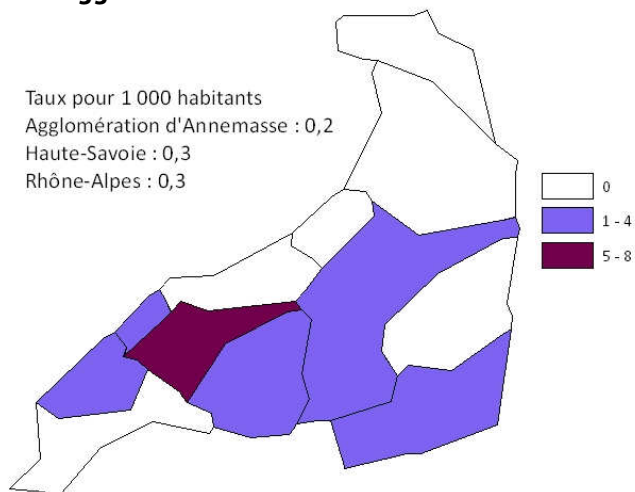 Taux pour 1 000 habitants
Agglomération d'Annemasse : 0,2
Haute-Savoie : 0,3
Rhône-Alpes : 0,3
0
1 - 4
5 - 8